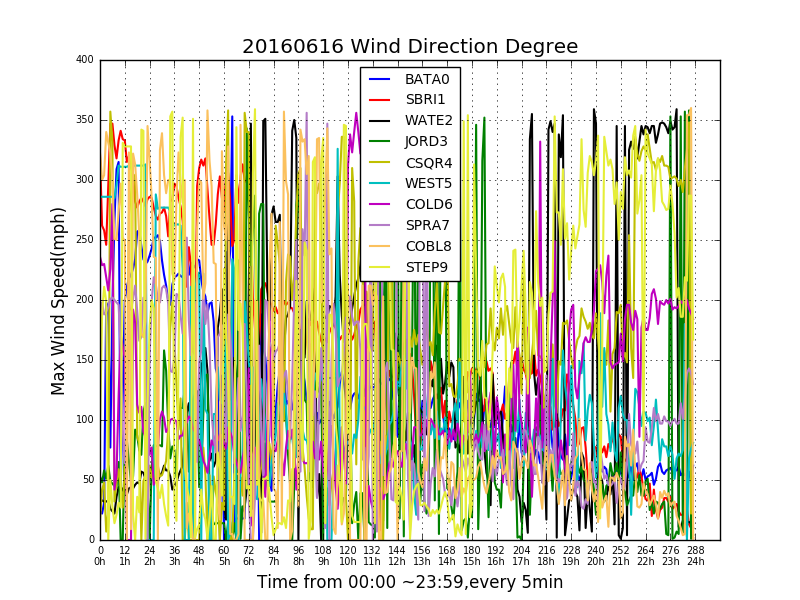 20160616 Wind Direction Degree
Max Wind Speed(mph)
400
350
300
250
200
150
100
50
0
BATA0
SBRI1
WATE2
JORD3
CSQR4
WEST5
COLD6
SPRA7
COBL8
STEP9
0 12 24 36 48 60 72 84 96 108 120 132 144 156 168 180 192 204 216 228 240 252 264 276 288
0h 1h 2h 3h 4h 5h 6h 7h 8h 9h 10h 11h 12h 13h 14h 15h 16h 17h 18h 19h 20h 21h 22h 23h 24h
Time from 00:00 ~23:59,every 5min